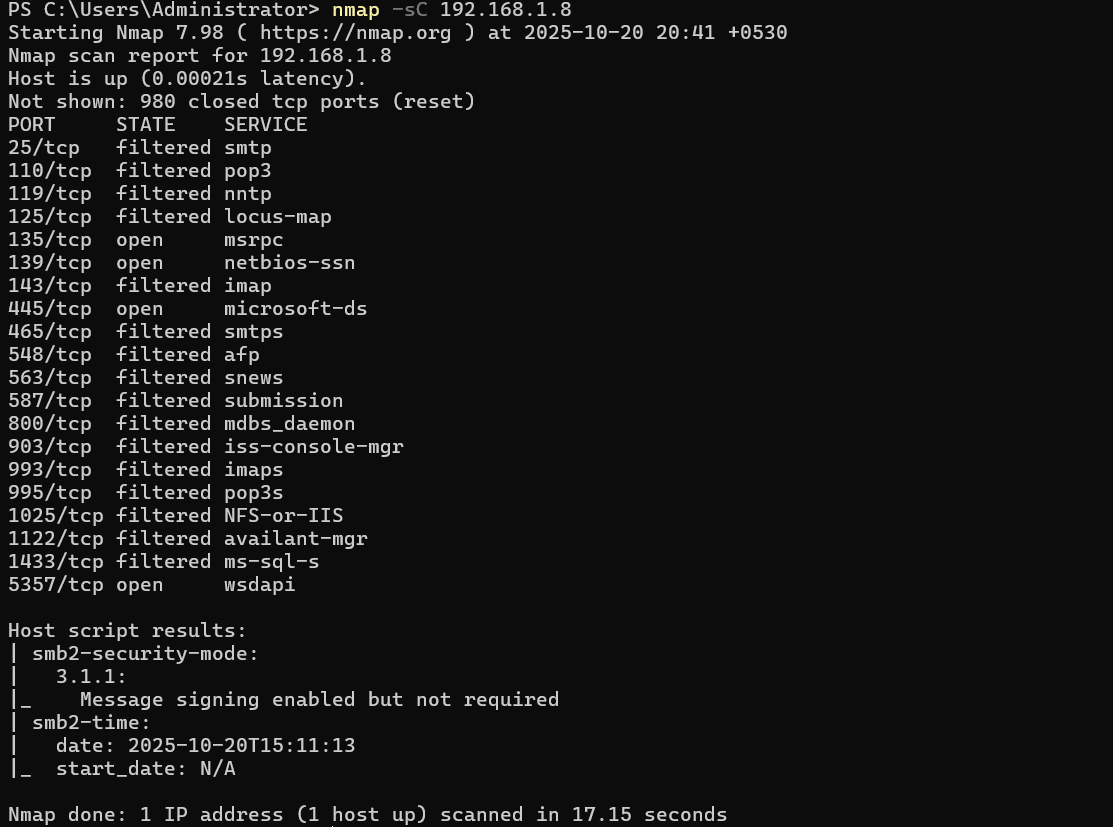 PS C:\Users\Administrator> nmap -sC 192.168.1.8
Starting Nmap 7.98 ( https://nmap.org ) at 2025-10-20 20:41 +0530
Nmap scan report for 192.168.1.8
Host is up (0.00021s latency).
Not shown: 980 closed tcp ports (reset)
PORT     STATE    SERVICE
25/tcp   filtered smtp
110/tcp  filtered pop3
119/tcp  filtered nntp
125/tcp  filtered locus-map
135/tcp  open     msrpc
139/tcp  open     netbios-ssn
143/tcp  filtered imap
445/tcp  open     microsoft-ds
465/tcp  filtered smtps
548/tcp  filtered afp
563/tcp  filtered snews
587/tcp  filtered submission
800/tcp  filtered mdbs_daemon
903/tcp  filtered iss-console-mgr
993/tcp  filtered imaps
995/tcp  filtered pop3s
1025/tcp filtered NFS-or-IIS
1122/tcp filtered availant-mgr
1433/tcp filtered ms-sql-s
5357/tcp open     wsdapi

Host script results:
| smb2-security-mode:
|   3.1.1:
|_    Message signing enabled but not required
| smb2-time:
|   date: 2025-10-20T15:11:13
|_  start_date: N/A

Nmap done: 1 IP address (1 host up) scanned in 17.15 seconds